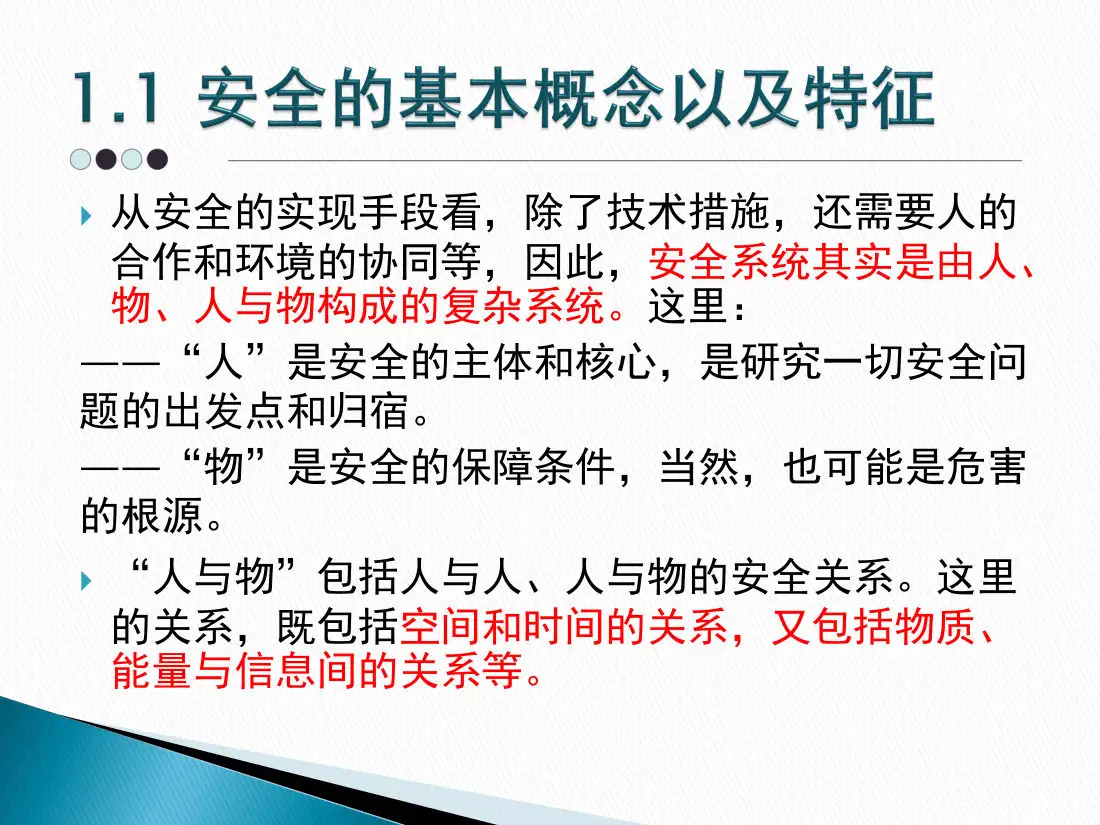 1.1 安全的基本概念以及特征
从安全的实现手段看，除了技术措施，还需要人的
合作和环境的协同等，因此，安全系统其实是由人、
物、人与物构成的复杂系统。这里：
——“人”是安全的主体和核心，是研究一切安全问
题的出发点和归宿。
——“物”是安全的保障条件，当然，也可能是危害
的根源。
“人与物”包括人与人、人与物的安全关系。这里
的关系，既包括空间和时间的关系，又包括物质、
能量与信息间的关系等。